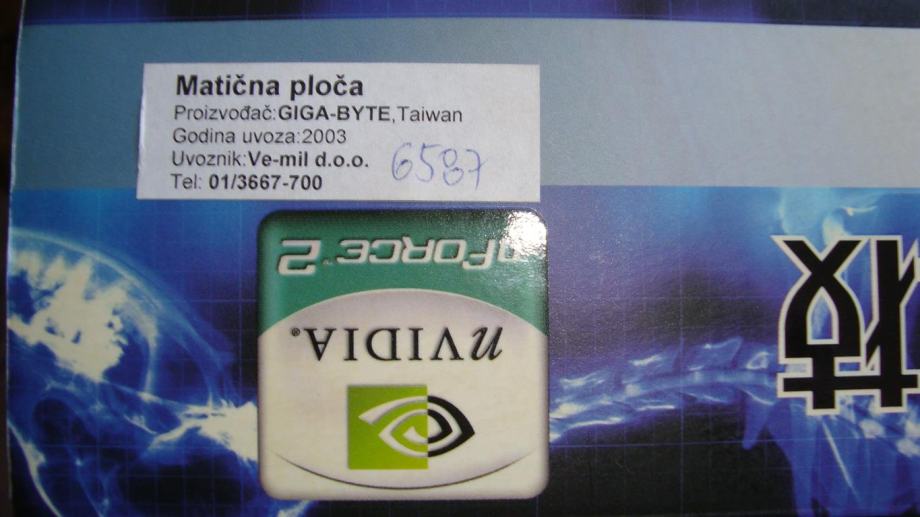 Matična ploča
Proizvođač:GIGA-BYTE,Taiwan
Godina uvoza:2003
Uvoznik:Ve-mil d.o.o.
Tel: 01/3667-700
6587
nFORCE™ 2
nVIDIA®